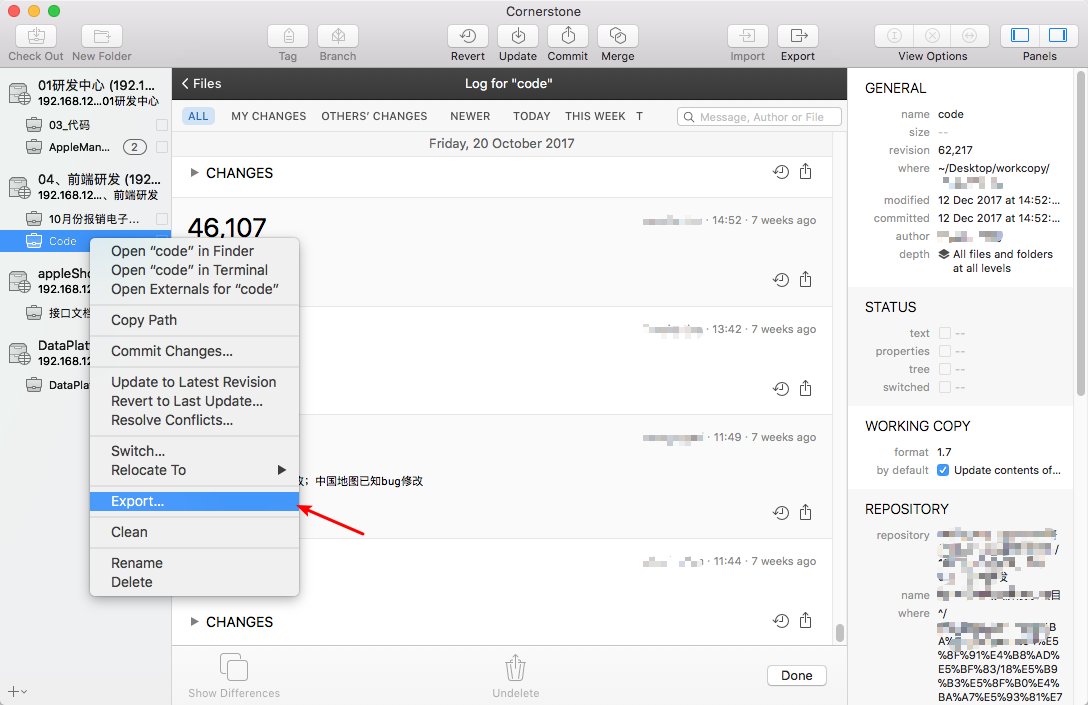 Cornerstone
Check Out
New Folder
Tag
Branch
Revert
Update
Commit
Merge
Import
Export
View Options
Panels
01研发中心 (192.1...
192.168.12...01研发中心
03_代码
AppleMan...
2
04、前端研发 (192...
192.168.12...、前端研发
10月份报销电子...
Code
appleSho
192.168.12
接口文档
DataPlat
192.168.12
DataPla
Files
Log for "code"
ALL
MY CHANGES
OTHERS' CHANGES
NEWER
TODAY
THIS WEEK
T
Message, Author or File
Friday, 20 October 2017
CHANGES
46,107
· 14:52 · 7 weeks ago
· 13:42 · 7 weeks ago
· 11:49 · 7 weeks ago
；中国地图已知bug修改
· 11:44 · 7 weeks ago
CHANGES
Show Differences
Undelete
Done
Open “code” in Finder
Open “code” in Terminal
Open Externals for “code”
Copy Path
Commit Changes...
Update to Latest Revision
Revert to Last Update...
Resolve Conflicts...
Switch...
Relocate To
Export...
Clean
Rename
Delete
GENERAL
name code
size --
revision 62,217
where ~/Desktop/workcopy/
modified 12 Dec 2017 at 14:52:...
committed 12 Dec 2017 at 14:52:...
author
depth All files and folders
at all levels
STATUS
text --
properties --
tree --
switched --
WORKING COPY
format 1.7
by default Update contents of...
REPOSITORY
repository
/
发
name 目
where ^/
%B
A% %E5
%8F%91%E4%B8%AD%
E5%BF%83/18%E5%B9
%B3%E5%8F%B0%E4%
BA%A7%E5%93%81%E7